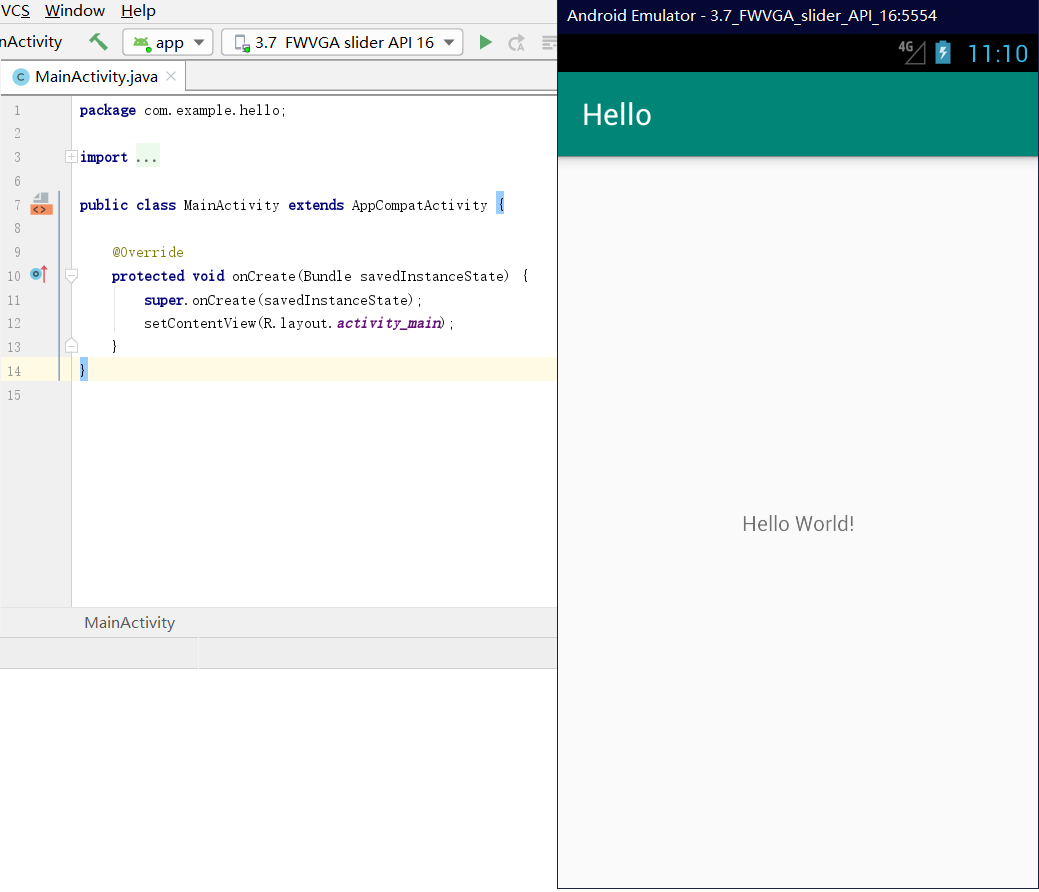 VCS Window Help
nActivity app 3.7 FWVGA slider API 16
MainActivity.java
1 package com.example.hello;
2
3 import ...
6
7 public class MainActivity extends AppCompatActivity {
8
9 @Override
10 protected void onCreate(Bundle savedInstanceState) {
11 super.onCreate(savedInstanceState);
12 setContentView(R.layout.activity_main);
13 }
14 }
15
MainActivity
Android Emulator - 3.7_FWVGA_slider_API_16:5554
4G 11:10
Hello
Hello World!